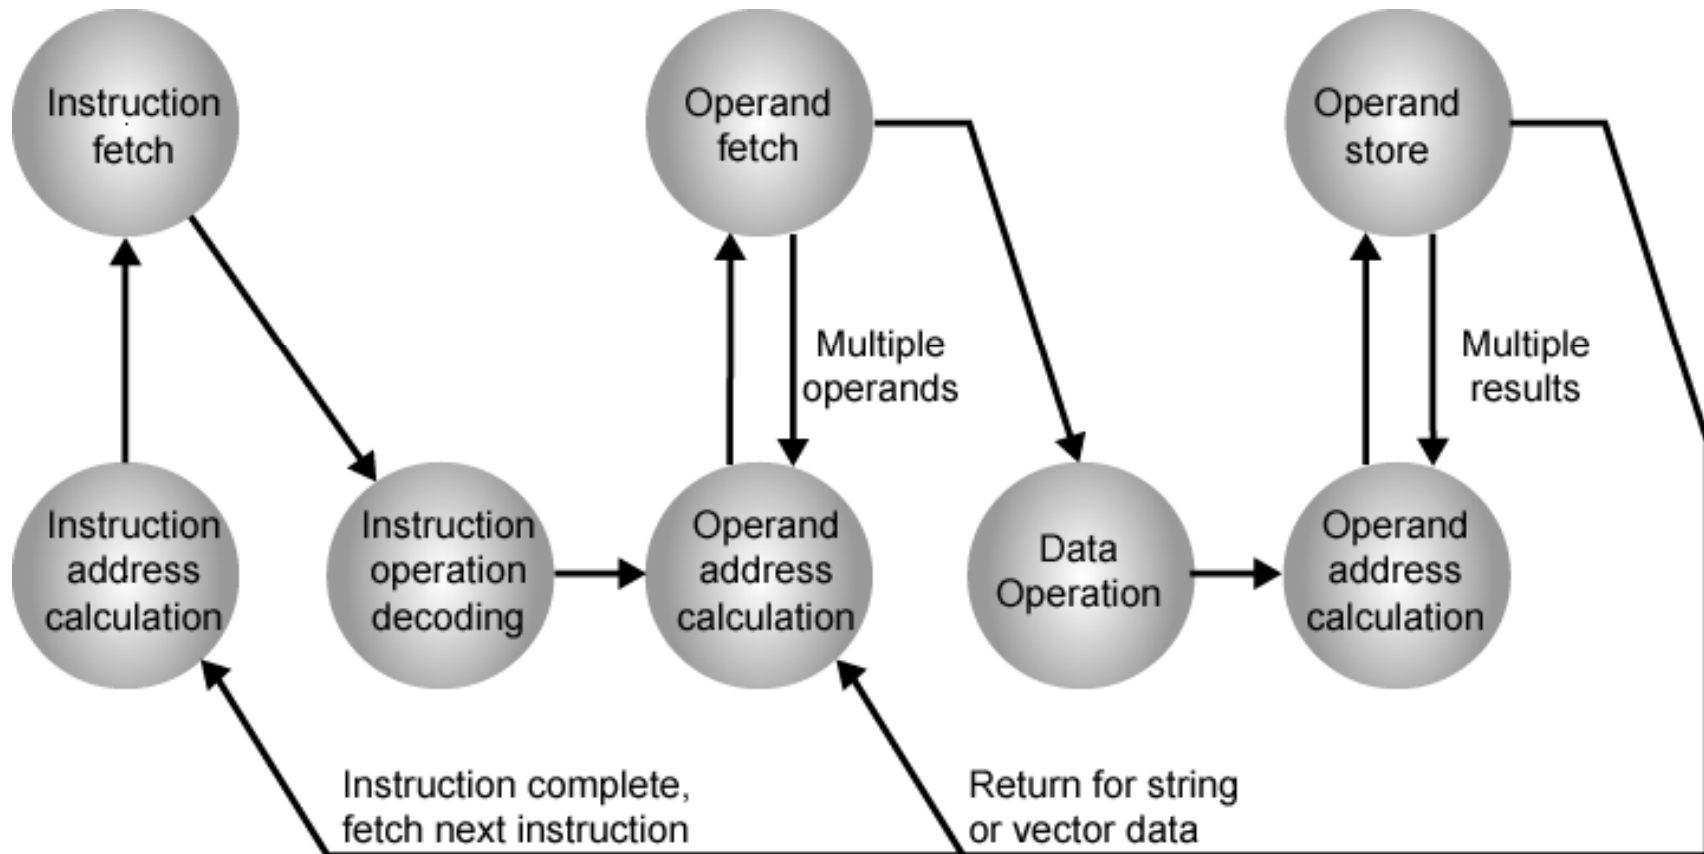 Instruction
fetch
Operand
fetch
Operand
store
Multiple
operands
Multiple
results
Instruction
address
calculation
Instruction
operation
decoding
Operand
address
calculation
Data
Operation
Operand
address
calculation
Instruction complete,
fetch next instruction
Return for string
or vector data